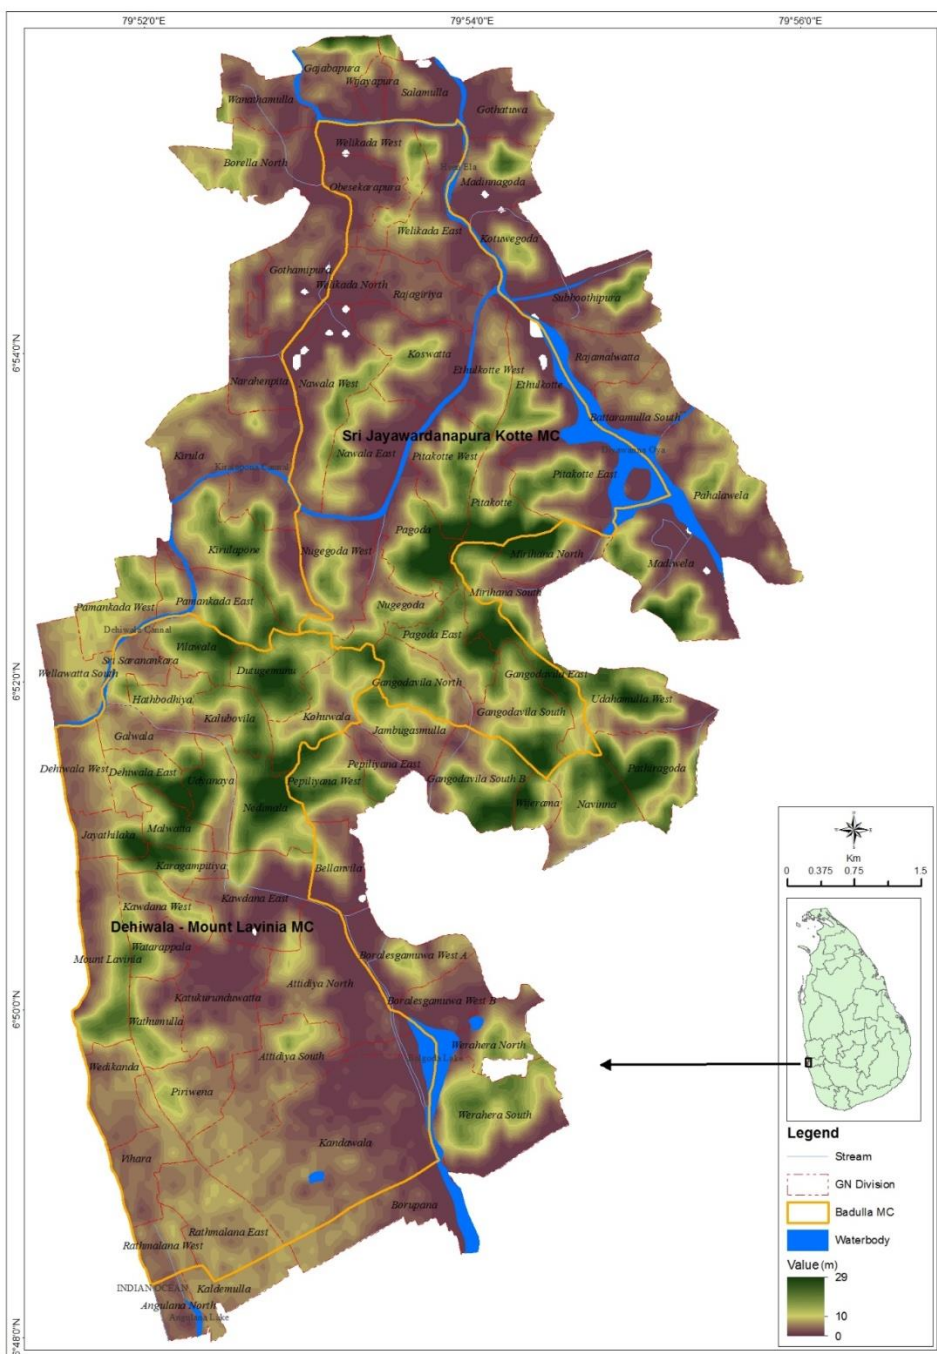 79°52'0"E
79°54'0"E
79°56'0"E
Gajabapura
Wijayapura
Salamulla
Wanathamulla
Gothatuwa
Welikada West
Borella North
Madinnagoda
Obesekarapura
Welikada East
Kotuwegoda
Gothamipura
Welikada North
Rajagiriya
Subhoothipura
6°54'0"N
Koswatta
Rajamalwatta
Ethulkotte West
Narahenpita
Nawala West
Ethulkotte
Battaramulla South
Sri Jayawardanapura Kotte MC
Kirula
Nawala East
Pitakotte West
Kirulapona Cannal
Pitakotte East
Pahalawela
Pitakotte
Pagoda
Kirulapone
Nugegoda West
Mirihana North
Madiwela
Mirihana South
Pamankada West
Pamankada East
Nugegoda
Dehiwala Cannal
Pagoda East
Vilawala
Sri Saranankara
6°52'0"N
Wellawatta South
Dutugemunu
Gangodavila North
Gangodavila East
Hathbodhiya
Udahamulla West
Kalubovila
Kohuwala
Gangodavila South
Galwala
Jambugasmulla
Dehiwala West
Dehiwala East
Pepiliyana East
Udyanaya
Pepiliyana West
Gangodavila South B
Pathiragoda
Nedimala
Wijerama
Navinna
Jayathilaka
Malwatta
Karagampitiya
Bellanvila
Kawdana West
Kawdana East
Dehiwala - Mount Lavinia MC
Watarappala
Mount Lavinia
Boralesgamuwa West A
Attidiya North
Katukurunduwatta
Boralesgamuwa West B
6°50'0"N
Wathumulla
Werahera North
Attidiya South
Wedikanda
Piriwena
Werahera South
Kandawala
Vihara
Borupana
Rathmalana East
Rathmalana West
INDIAN OCEAN
Kaldemulla
Angulana North
Angulana Lake
6°48'0"N
N
Km
0 0.375 0.75 1.5
Legend
Stream
GN Division
Badulla MC
Waterbody
Value (m)
29
10
0